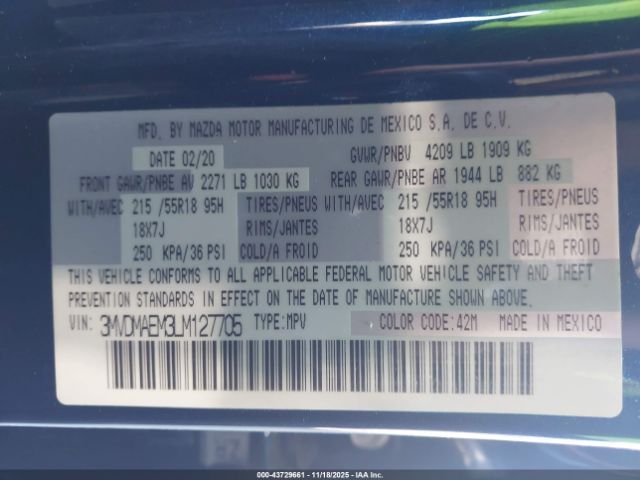 MFD. BY MAZDA MOTOR MANUFACTURING DE MEXICO S.A. DE C.V.
DATE 02/20 GVWR/PNBV 4209 LB 1909 KG
FRONT GAWR/PNBE AV 2271 LB 1030 KG REAR GAWR/PNBE AR 1944 LB 882 KG
WITH/AVEC 215 /55R18 95H TIRES/PNEUS WITH/AVEC 215 /55R18 95H TIRES/PNEUS
18X7J RIMS/JANTES 18X7J RIMS/JANTES
250 KPA/36 PSI COLD/A FROID 250 KPA/36 PSI COLD/A FROID
THIS VEHICLE CONFORMS TO ALL APPLICABLE FEDERAL MOTOR VEHICLE SAFETY AND THEFT
PREVENTION STANDARDS IN EFFECT ON THE DATE OF MANUFACTURE SHOWN ABOVE.
VIN: 3MVDMAEM3LM127705 TYPE:MPV COLOR CODE:42M MADE IN MEXICO
000-43729661 - 11/18/2025 - IAAI.COM